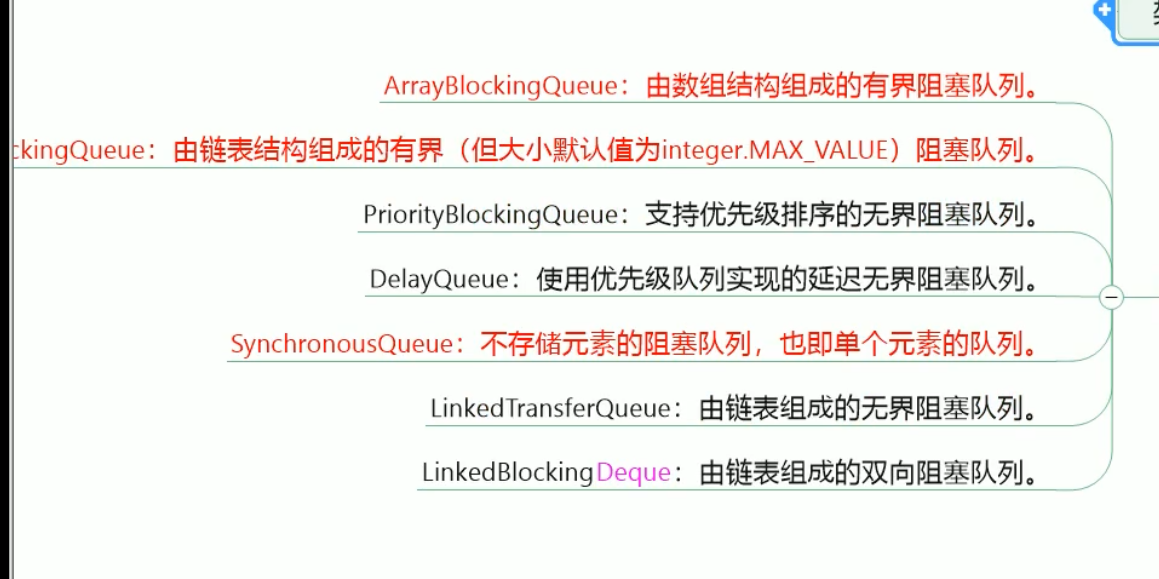 ArrayBlockingQueue：由数组结构组成的有界阻塞队列。
ckingQueue：由链表结构组成的有界（但大小默认值为integer.MAX_VALUE）阻塞队列。
PriorityBlockingQueue：支持优先级排序的无界阻塞队列。
DelayQueue：使用优先级队列实现的延迟无界阻塞队列。
SynchronousQueue：不存储元素的阻塞队列，也即单个元素的队列。
LinkedTransferQueue：由链表组成的无界阻塞队列。
LinkedBlockingDeque：由链表组成的双向阻塞队列。